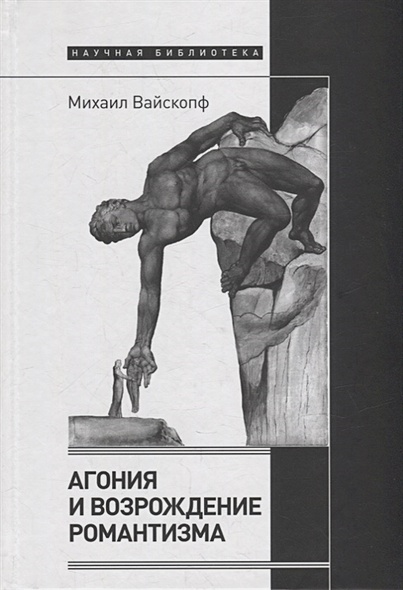 НАУЧНАЯ БИБЛИОТЕКА
Михаил Вайскопф
АГОНИЯ
И ВОЗРОЖДЕНИЕ
РОМАНТИЗМА